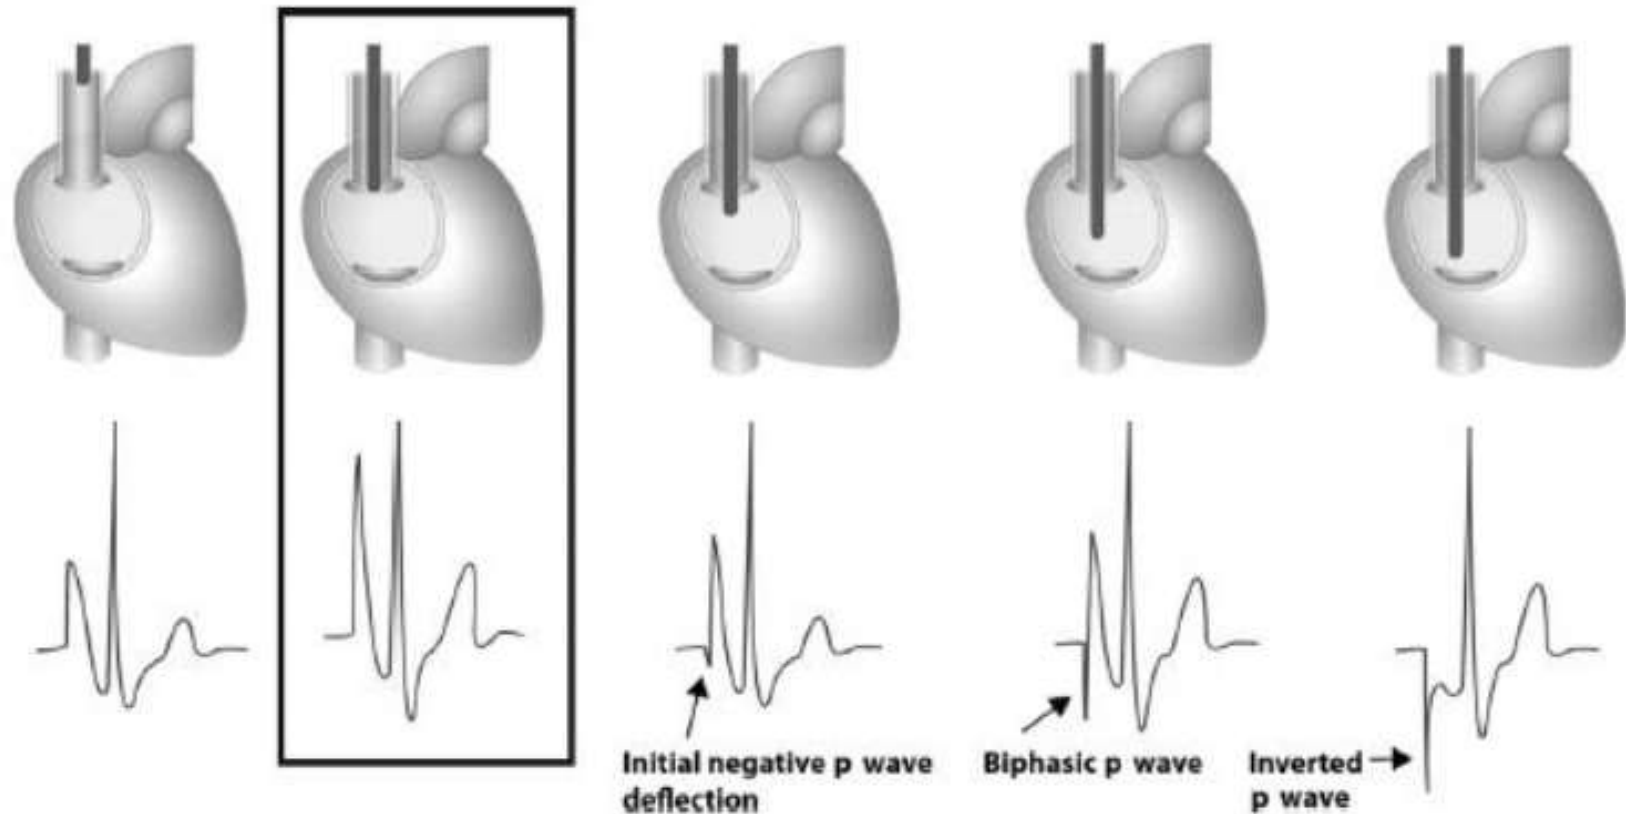 Initial negative p wave
deflection
Biphasic p wave
Inverted
p wave